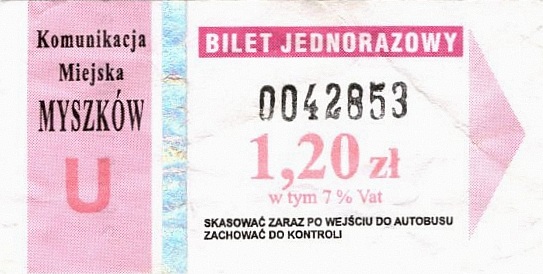 Komunikacja
Miejska
MYSZKÓW
U
BILET JEDNORAZOWY
0042853
1,20 zł
w tym 7 % Vat
SKASOWAĆ ZARAZ PO WEJŚCIU DO AUTOBUSU
ZACHOWAĆ DO KONTROLI